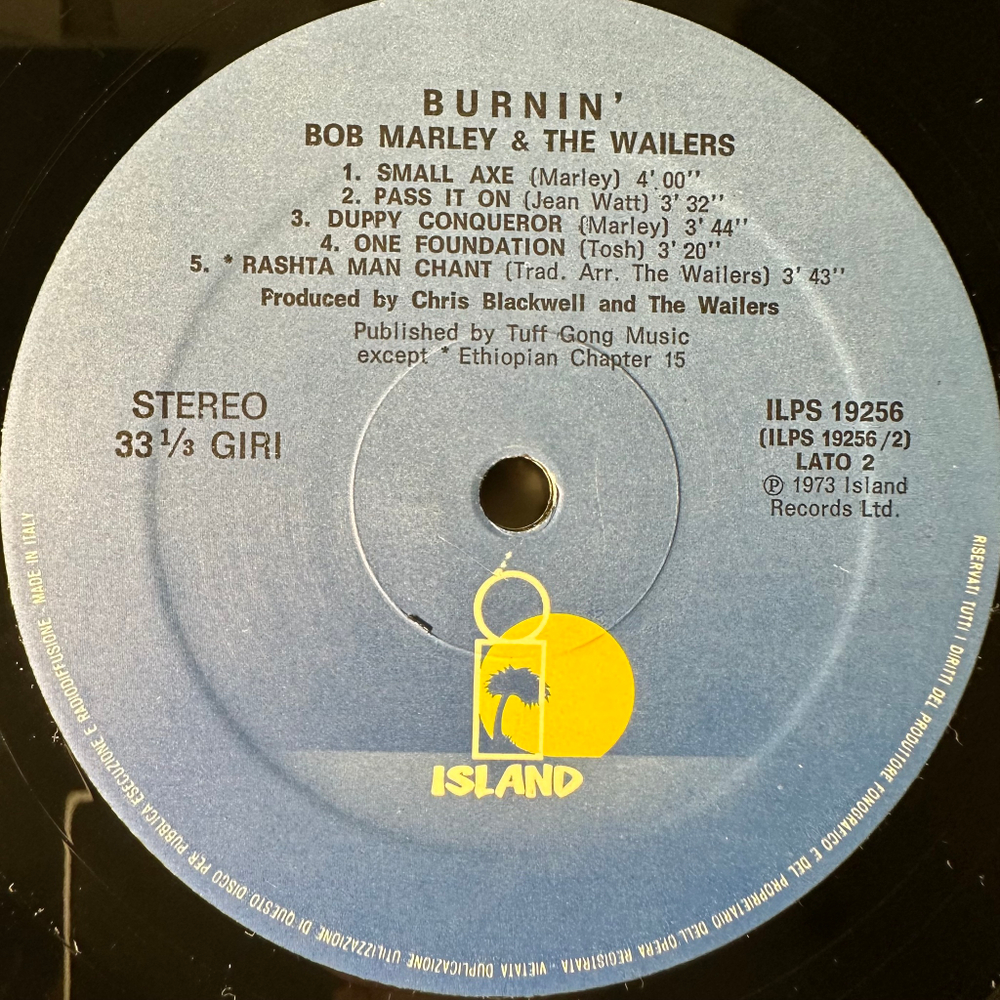 BURNIN'
BOB MARLEY & THE WAILERS
1. SMALL AXE (Marley) 4' 00''
2. PASS IT ON (Jean Watt) 3' 32''
3. DUPPY CONQUEROR (Marley) 3' 44''
4. ONE FOUNDATION (Tosh) 3' 20''
5. * RASHTA MAN CHANT (Trad. Arr. The Wailers) 3' 43''
Produced by Chris Blackwell and The Wailers
Published by Tuff Gong Music
except * Ethiopian Chapter 15
STEREO
33 1/3 GIRI
ILPS 19256
(ILPS 19256/2)
LATO 2
℗ 1973 Island
Records Ltd.
ISLAND
RISERVATI TUTTI I DIRITTI DEL PRODUTTORE FONOGRAFICO E DEL PROPRIETARIO DELL'OPERA REGISTRATA - VIETATA DUPLICAZIONE UTILIZZAZIONE DI QUESTO DISCO PER PUBBLICA ESECUZIONE E RADIODIFFUSIONE MADE IN ITALY